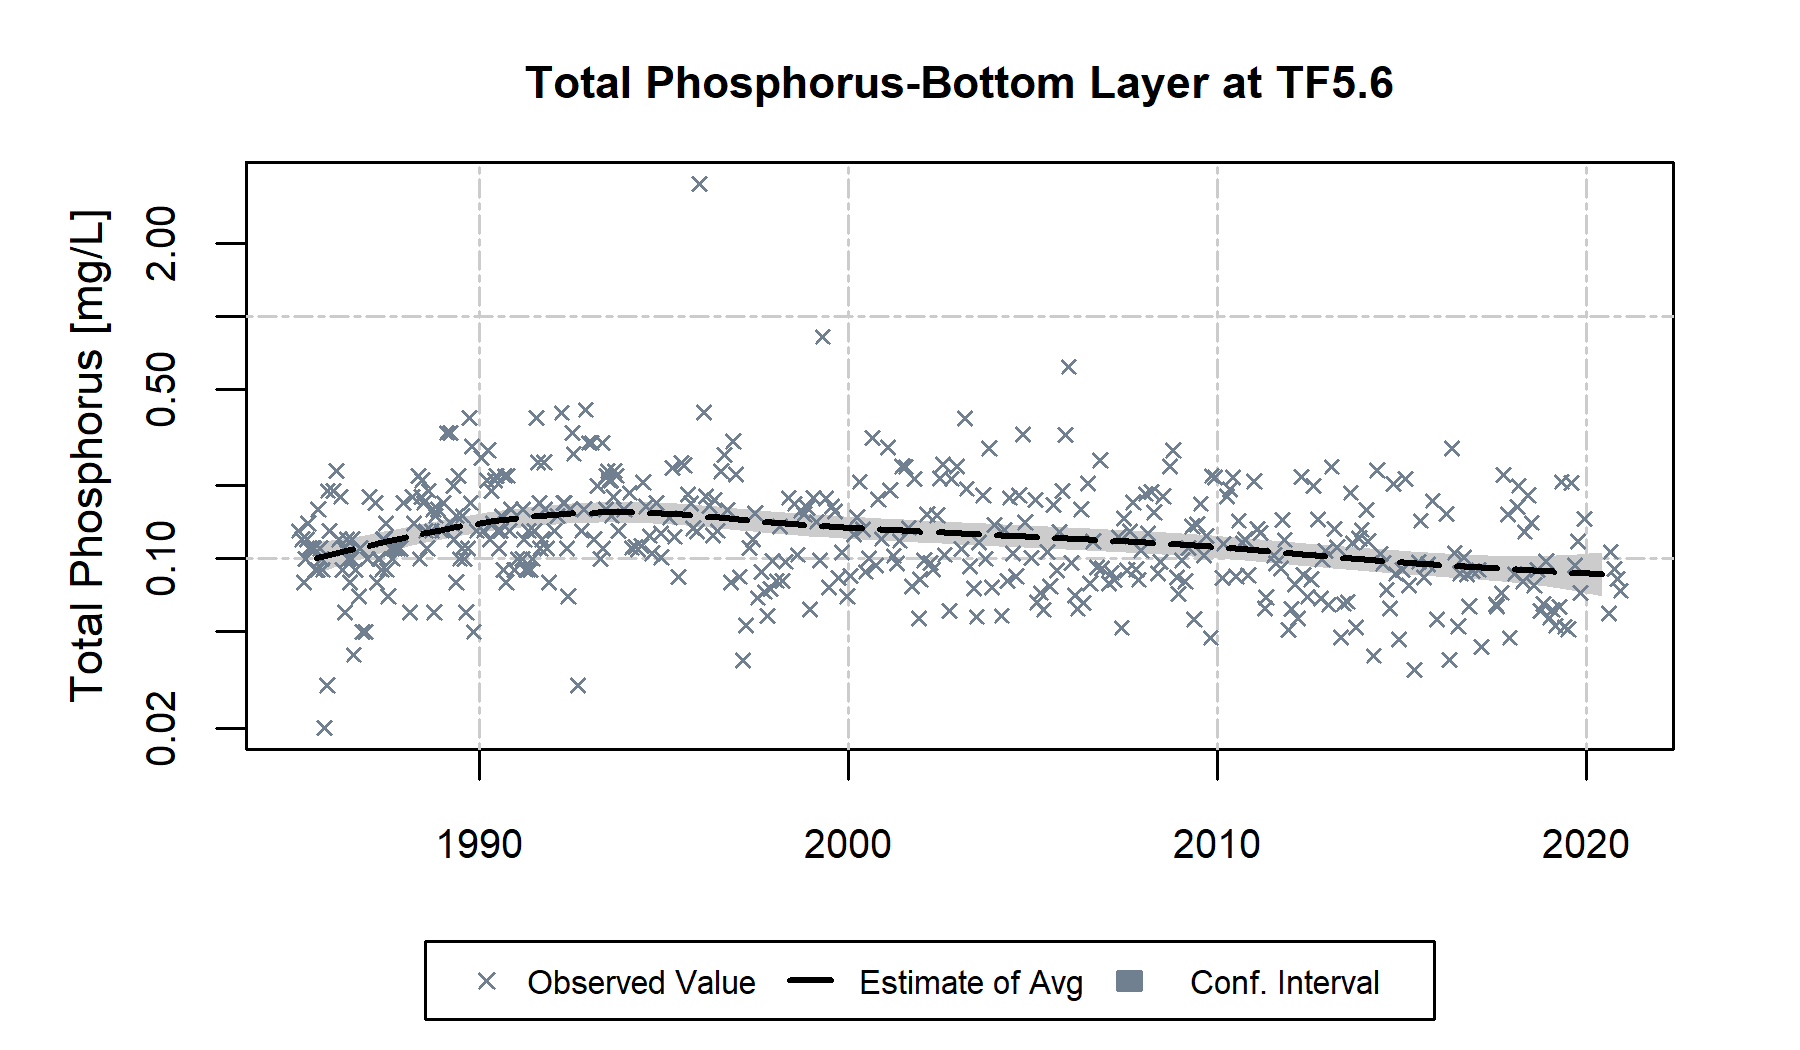 Total Phosphorus-Bottom Layer at TF5.6
Total Phosphorus [mg/L]
2.00
0.50
0.10
0.02
1990 2000 2010 2020
Observed Value Estimate of Avg Conf. Interval